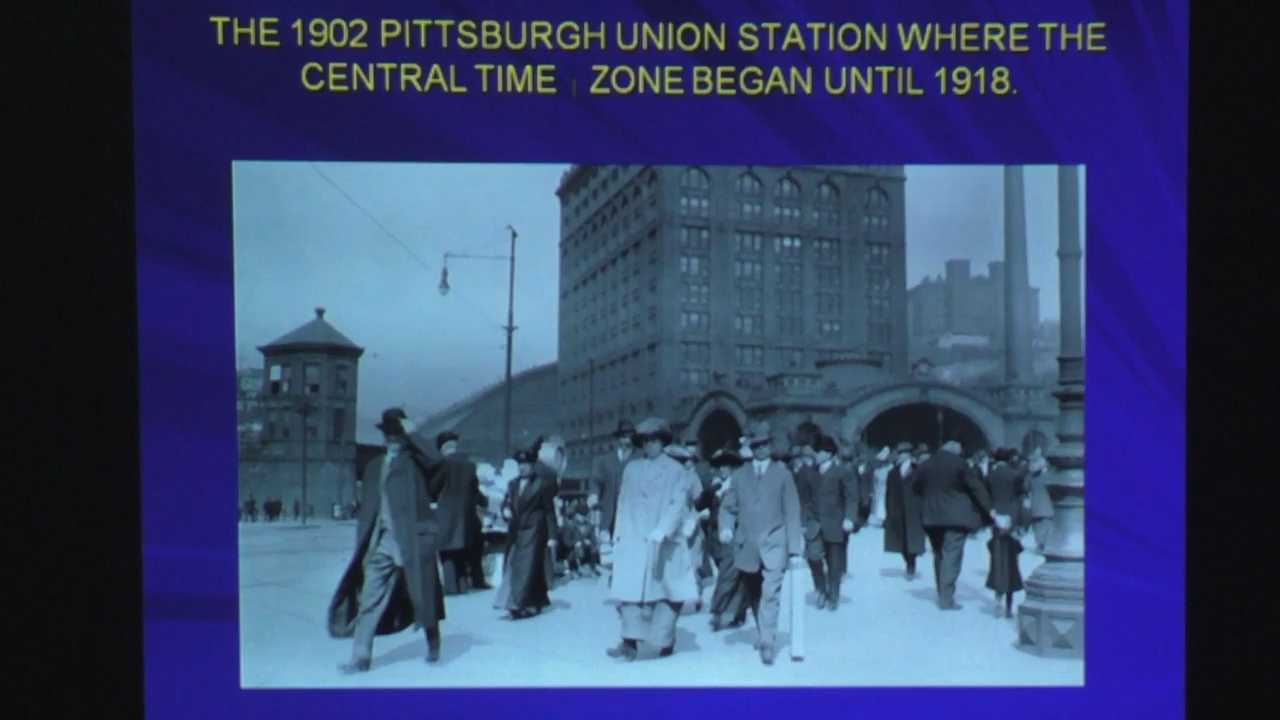 THE 1902 PITTSBURGH UNION STATION WHERE THE
CENTRAL TIME ZONE BEGAN UNTIL 1918.